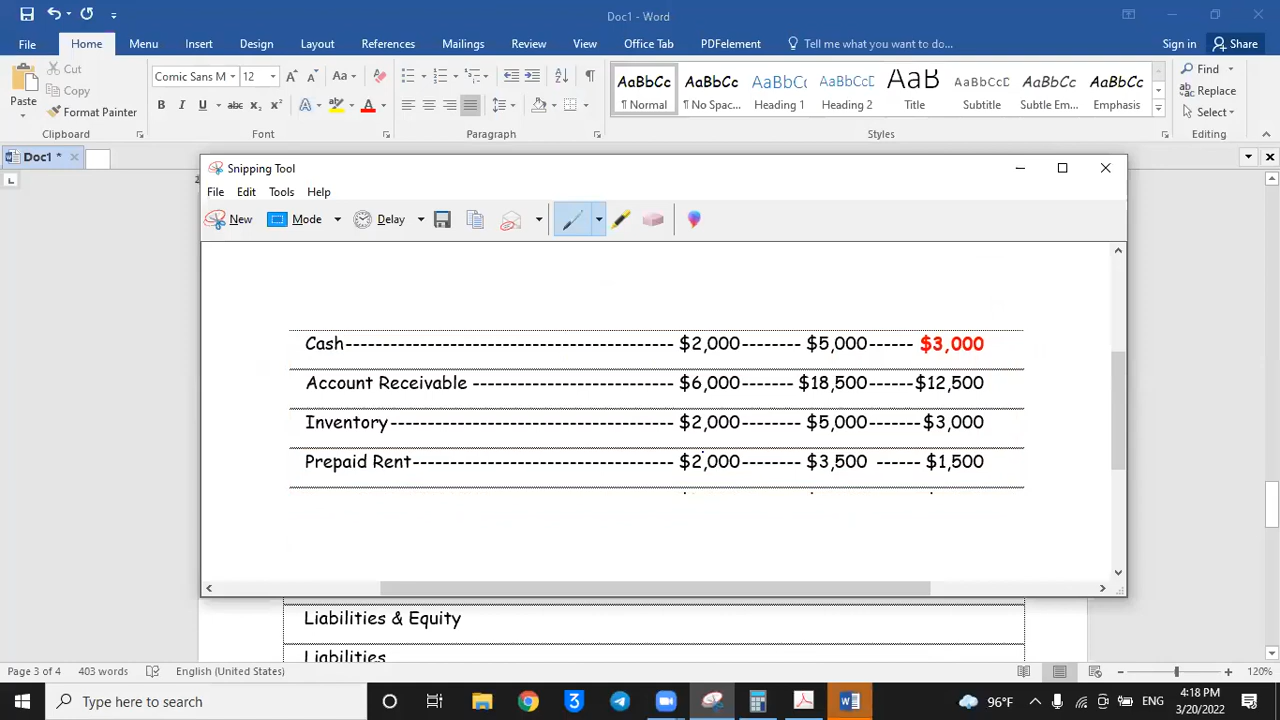 Doc1 - Word
File Home Menu Insert Design Layout References Mailings Review View Office Tab PDFelement Tell me what you want to do... Sign in Share
Paste
Cut
Copy
Format Painter
Comic Sans M 12
AaBbCc AaBbCc AaBbCc AaBbCc AaB AaBbCcD AaBbCc AaBbCc
¶ Normal ¶ No Spac... Heading 1 Heading 2 Title Subtitle Subtle Em... Emphasis
Find
Replace
Select
Clipboard Font Paragraph Styles Editing
Doc1 *
Snipping Tool
File Edit Tools Help
New Mode Delay
Cash-------------------------------------------- $2,000-------- $5,000------ $3,000
Account Receivable --------------------------- $6,000------- $18,500------$12,500
Inventory-------------------------------------- $2,000-------- $5,000-------$3,000
Prepaid Rent----------------------------------- $2,000-------- $3,500 ------ $1,500
Liabilities & Equity
Liabilities
Page 3 of 4 403 words English (United States) 120%
Type here to search
96°F ENG
4:18 PM
3/20/2022